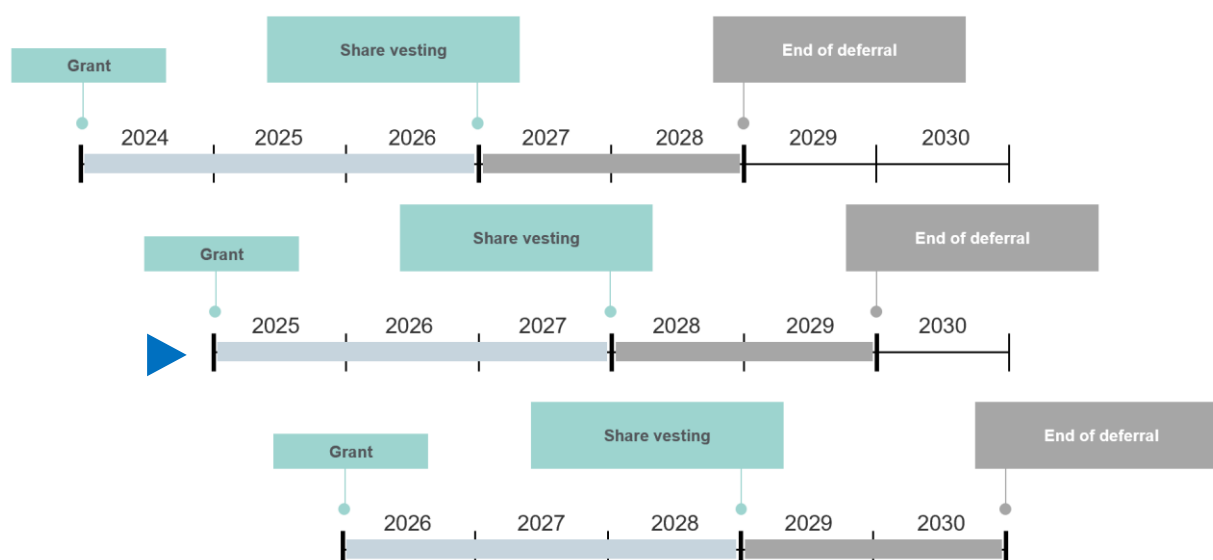 Grant
Share vesting
End of deferral
2024 2025 2026 2027 2028 2029 2030
Grant
Share vesting
End of deferral
2025 2026 2027 2028 2029 2030
Grant
Share vesting
End of deferral
2026 2027 2028 2029 2030